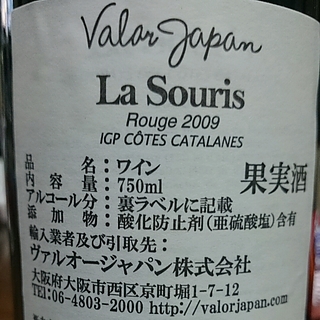 Valor Japan
La Souris
Rouge 2009
IGP CÔTES CATALANES
品名：ワイン
内容量：750ml
アルコール分：裏ラベルに記載
添加物：酸化防止剤(亜硫酸塩)含有
果実酒
輸入業者及び引取先：
ヴァルオージャパン株式会社
大阪府大阪市西区京町堀1-7-12
Tel:06-4803-2000 http://valorjapan.com/